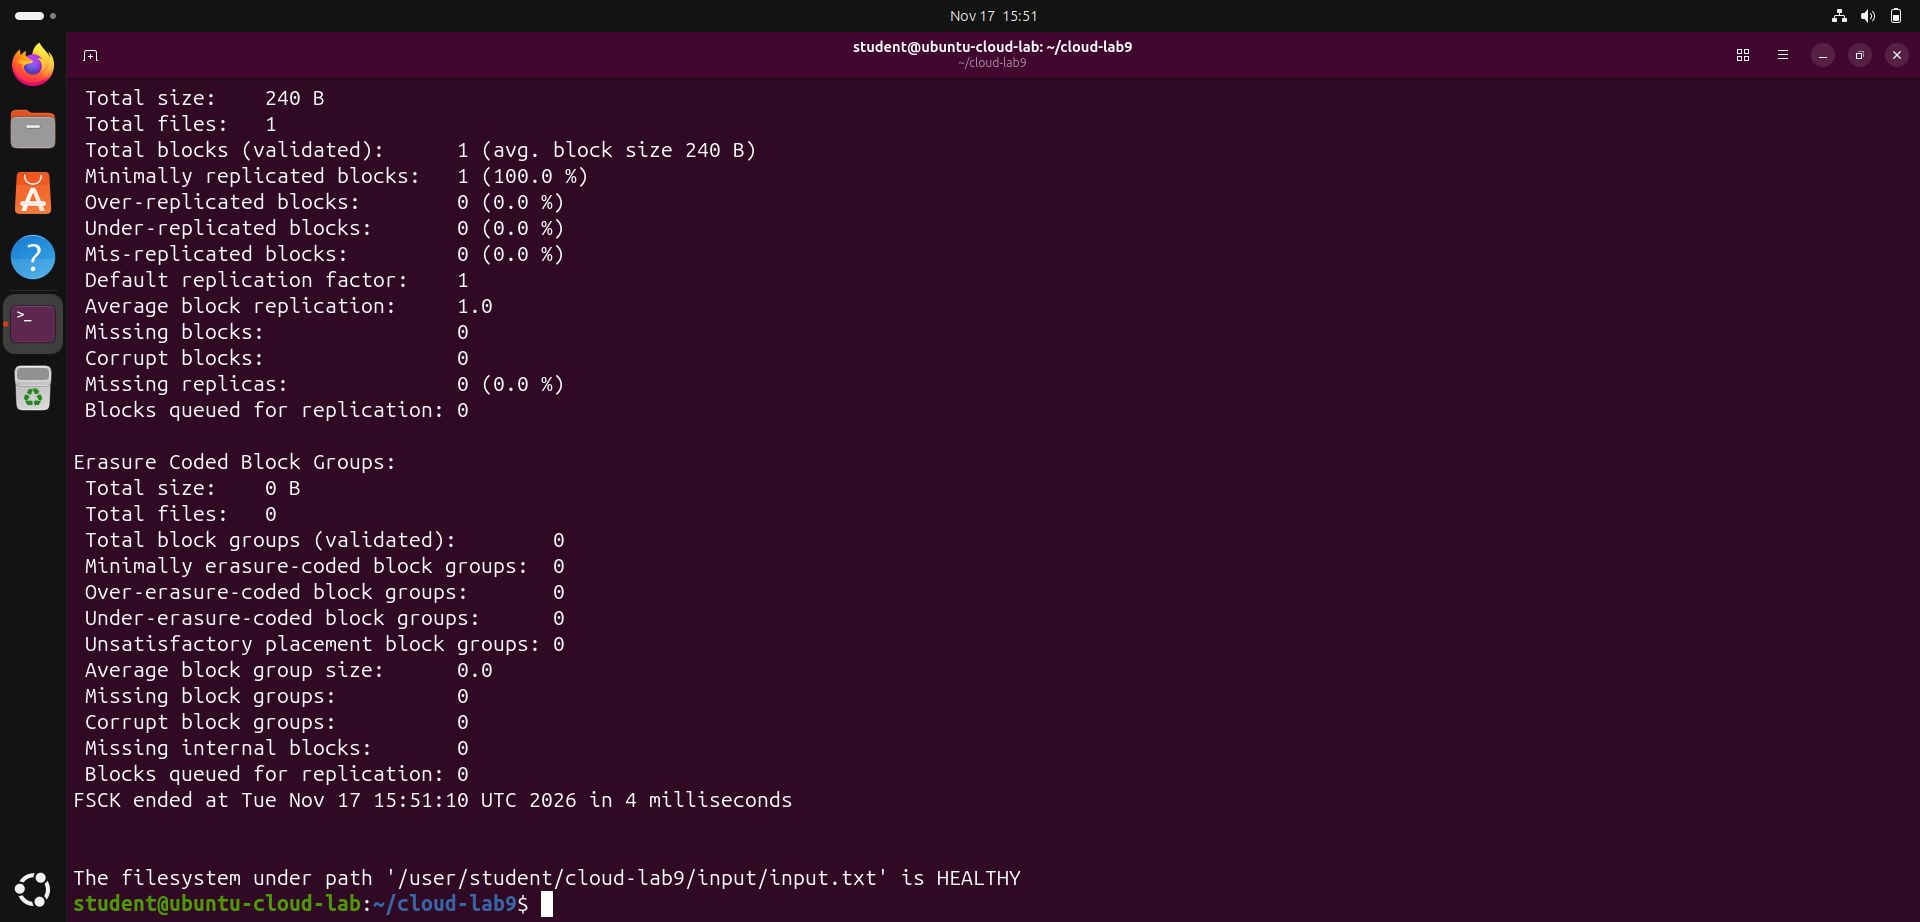 Nov 17 15:51
student@ubuntu-cloud-lab: ~/cloud-lab9
~/cloud-lab9
Total size:    240 B
Total files:   1
Total blocks (validated):      1 (avg. block size 240 B)
Minimally replicated blocks:   1 (100.0 %)
Over-replicated blocks:        0 (0.0 %)
Under-replicated blocks:       0 (0.0 %)
Mis-replicated blocks:         0 (0.0 %)
Default replication factor:    1
Average block replication:     1.0
Missing blocks:                0
Corrupt blocks:                0
Missing replicas:              0 (0.0 %)
Blocks queued for replication: 0
Erasure Coded Block Groups:
Total size:    0 B
Total files:   0
Total block groups (validated):        0
Minimally erasure-coded block groups:  0
Over-erasure-coded block groups:       0
Under-erasure-coded block groups:      0
Unsatisfactory placement block groups: 0
Average block group size:      0.0
Missing block groups:          0
Corrupt block groups:          0
Missing internal blocks:       0
Blocks queued for replication: 0
FSCK ended at Tue Nov 17 15:51:10 UTC 2026 in 4 milliseconds
The filesystem under path '/user/student/cloud-lab9/input/input.txt' is HEALTHY
student@ubuntu-cloud-lab:~/cloud-lab9$